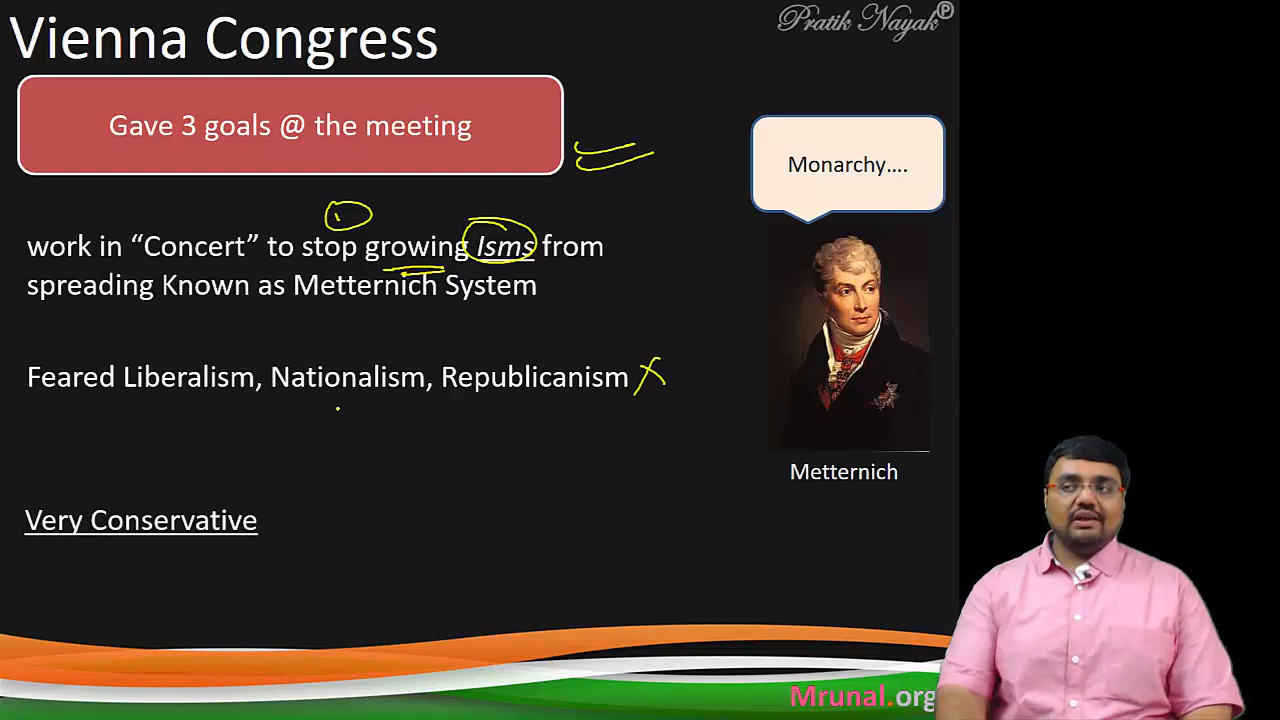 Vienna Congress
Pratik Nayak℗
Gave 3 goals @ the meeting
Monarchy....
work in “Concert” to stop growing Isms from
spreading Known as Metternich System
Feared Liberalism, Nationalism, Republicanism
Metternich
Very Conservative
Mrunal.org